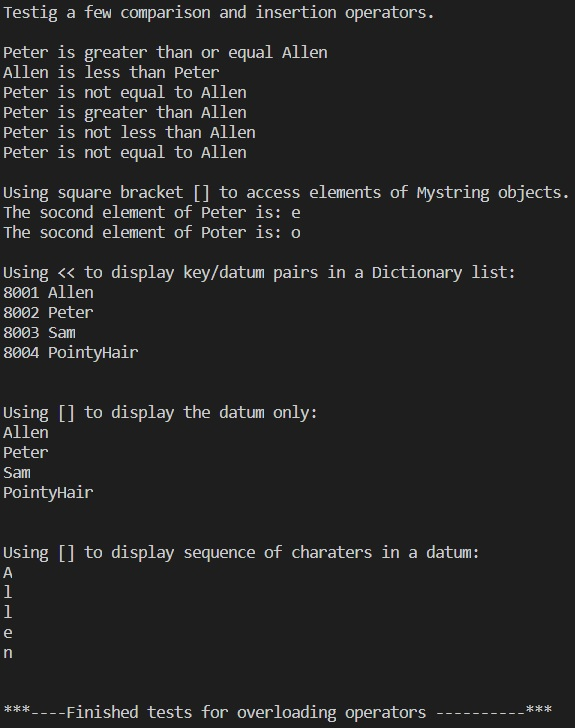 Testig a few comparison and insertion operators.
Peter is greater than or equal Allen
Allen is less than Peter
Peter is not equal to Allen
Peter is greater than Allen
Peter is not less than Allen
Peter is not equal to Allen
Using square bracket [] to access elements of Mystring objects.
The socond element of Peter is: e
The socond element of Poter is: o
Using << to display key/datum pairs in a Dictionary list:
8001 Allen
8002 Peter
8003 Sam
8004 PointyHair
Using [] to display the datum only:
Allen
Peter
Sam
PointyHair
Using [] to display sequence of charaters in a datum:
A
l
l
e
n
***----Finished tests for overloading operators ----------***